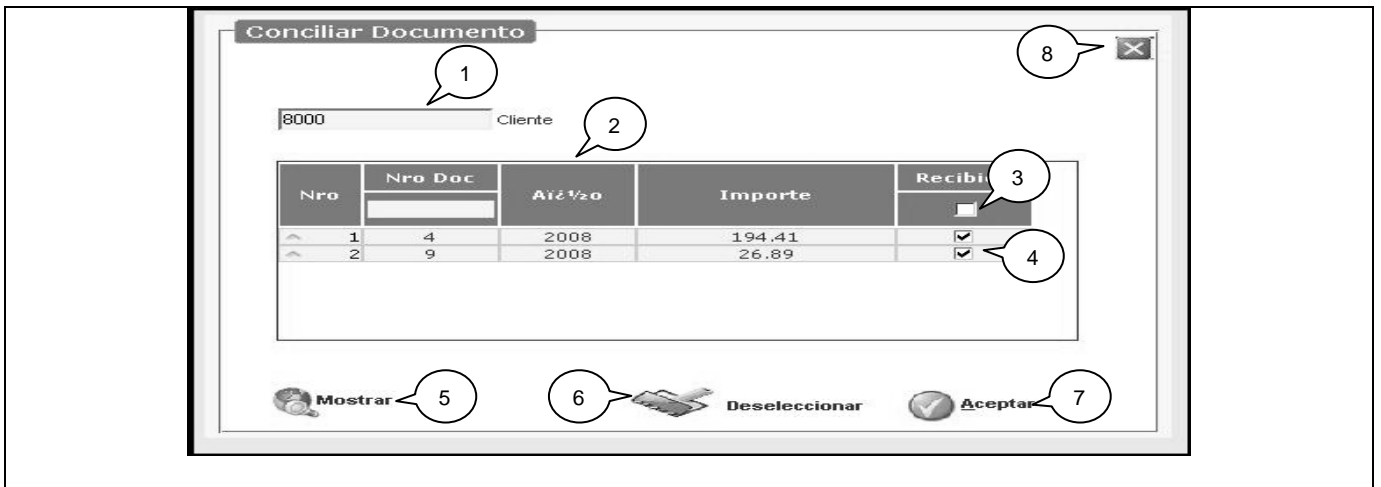 Conciliar Documento
8
1
8000 Cliente
2
Nro Nro Doc Aï¿½o Importe Recibi
3
1 4 2008 194.41
2 9 2008 26.89
4
Mostrar 5 6 Deseleccionar Aceptar 7